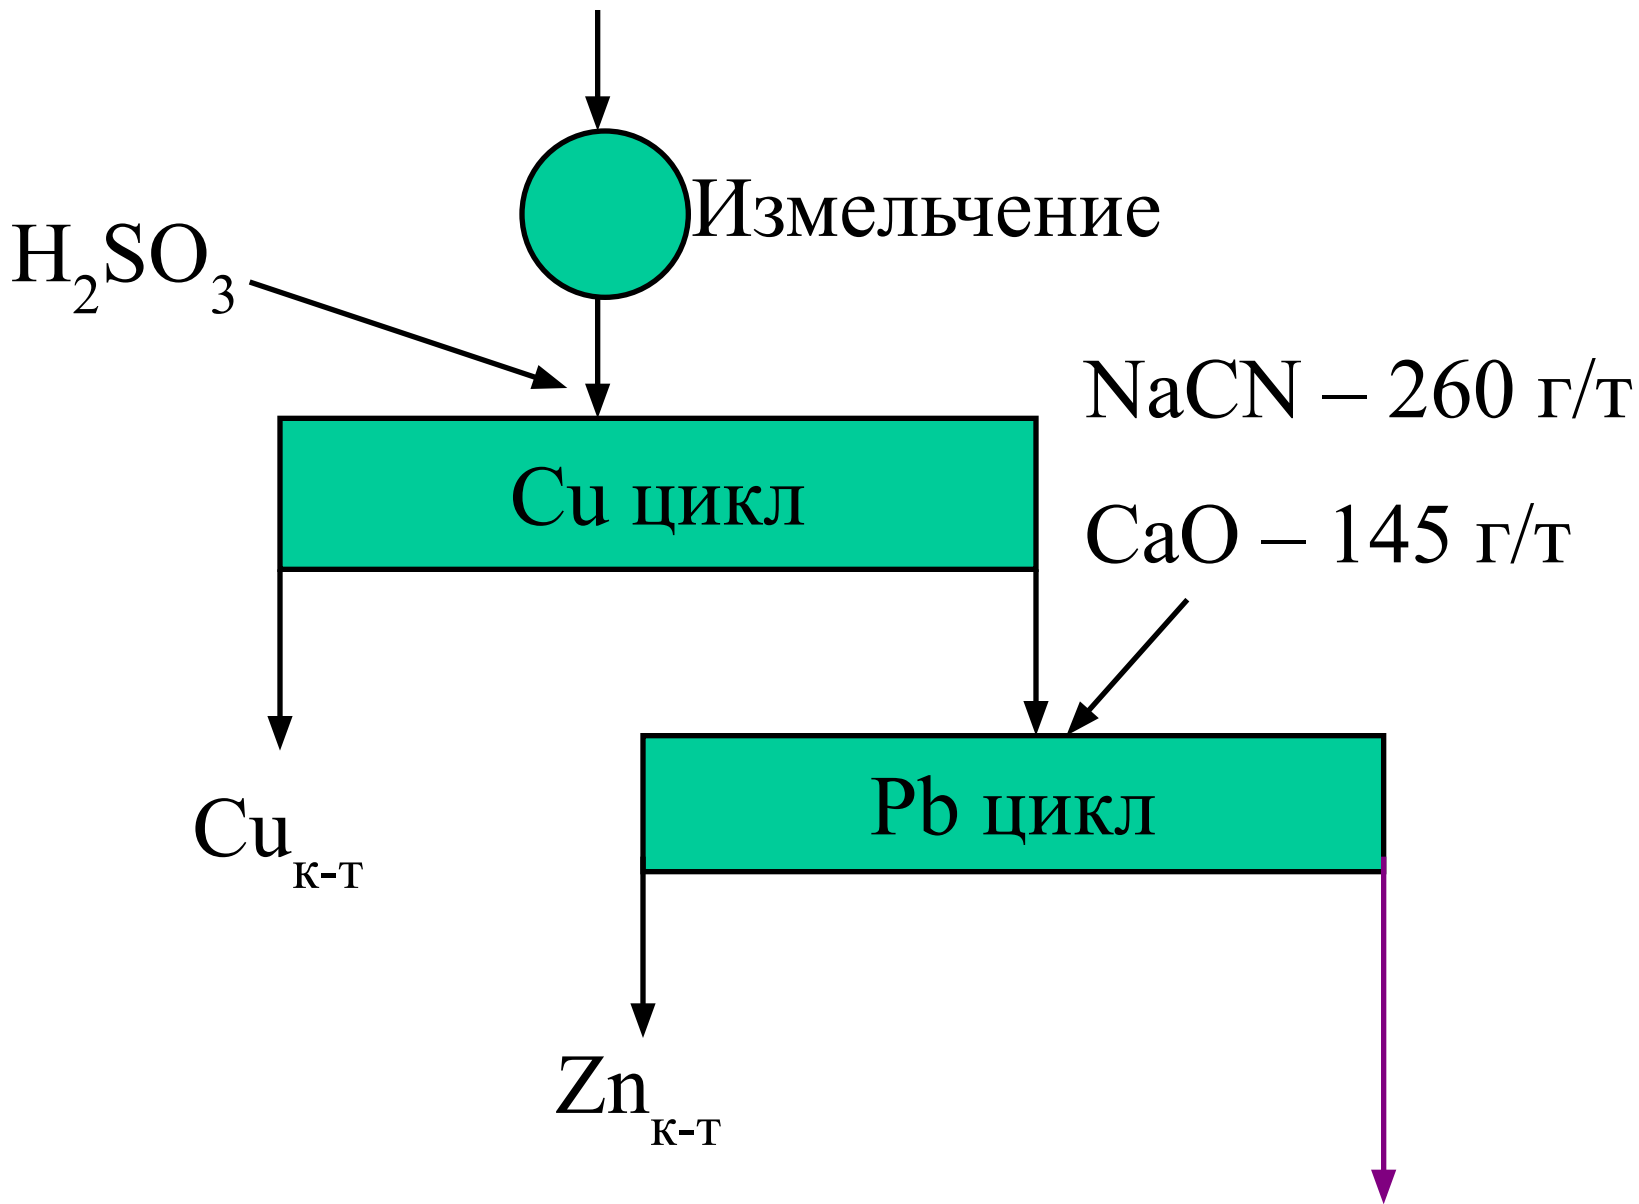 Измельчение
H₂SO₃
NaCN – 260 г/т
Cu цикл
CaO – 145 г/т
Pb цикл
Cuк-т
Znк-т